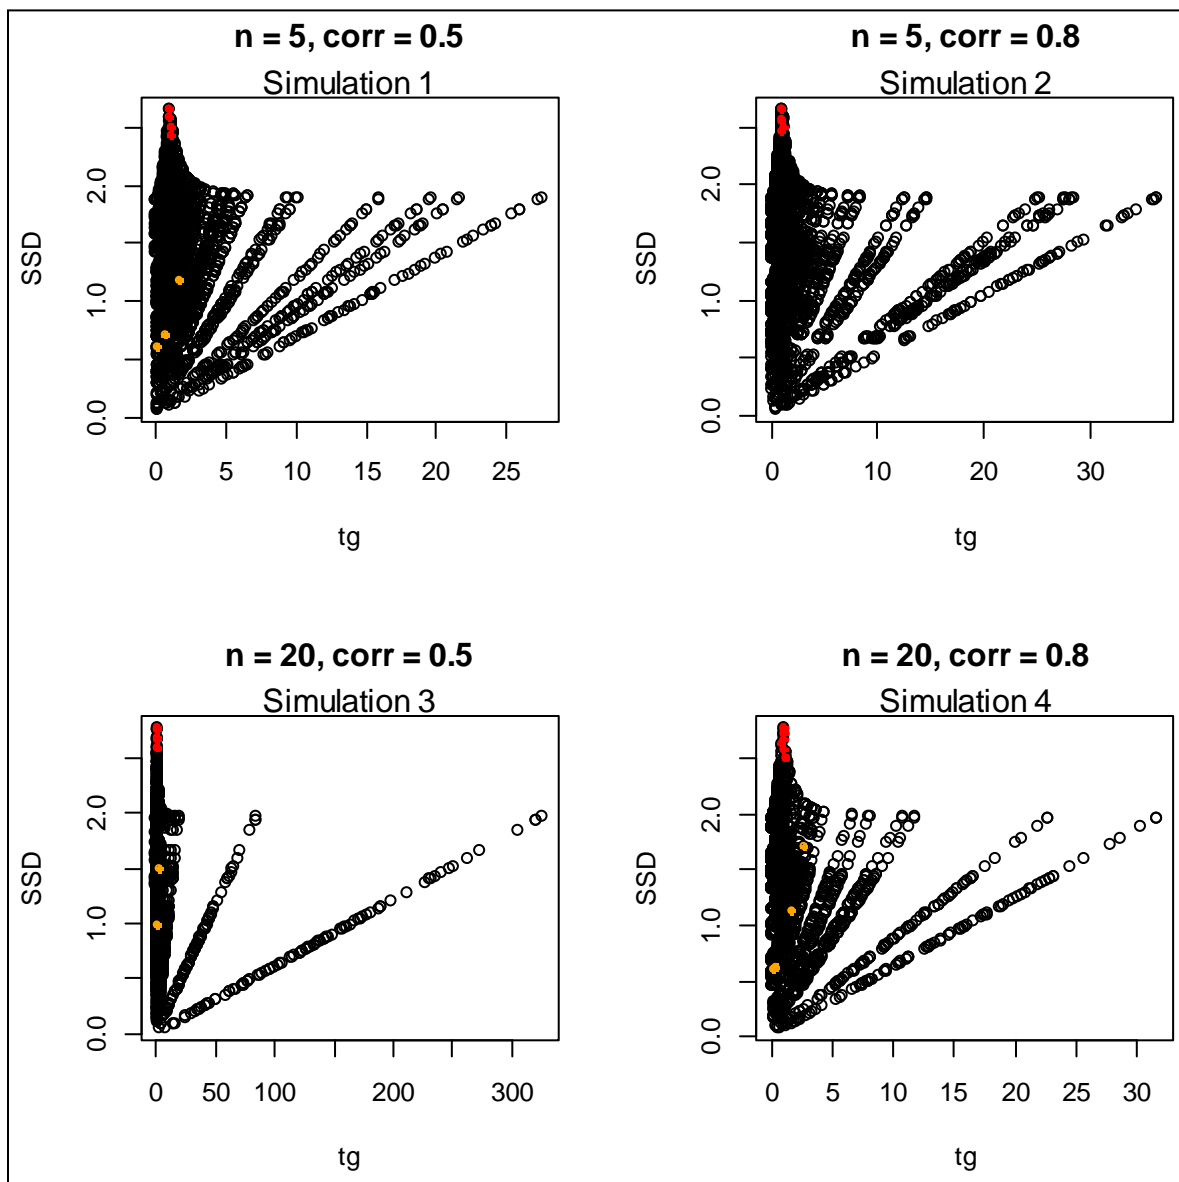 n = 5, corr = 0.5
Simulation 1
SSD
0.0
1.0
2.0
0 5 10 15 20 25
tg
n = 5, corr = 0.8
Simulation 2
SSD
0.0
1.0
2.0
0 10 20 30
tg
n = 20, corr = 0.5
Simulation 3
SSD
0.0
1.0
2.0
0 50 100 200 300
tg
n = 20, corr = 0.8
Simulation 4
SSD
0.0
1.0
2.0
0 5 10 15 20 25 30
tg